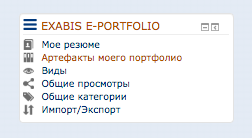 EXABIS E-PORTFOLIO
Мое резюме
Артефакты моего портфолио
Виды
Общие просмотры
Общие категории
Импорт/Экспорт